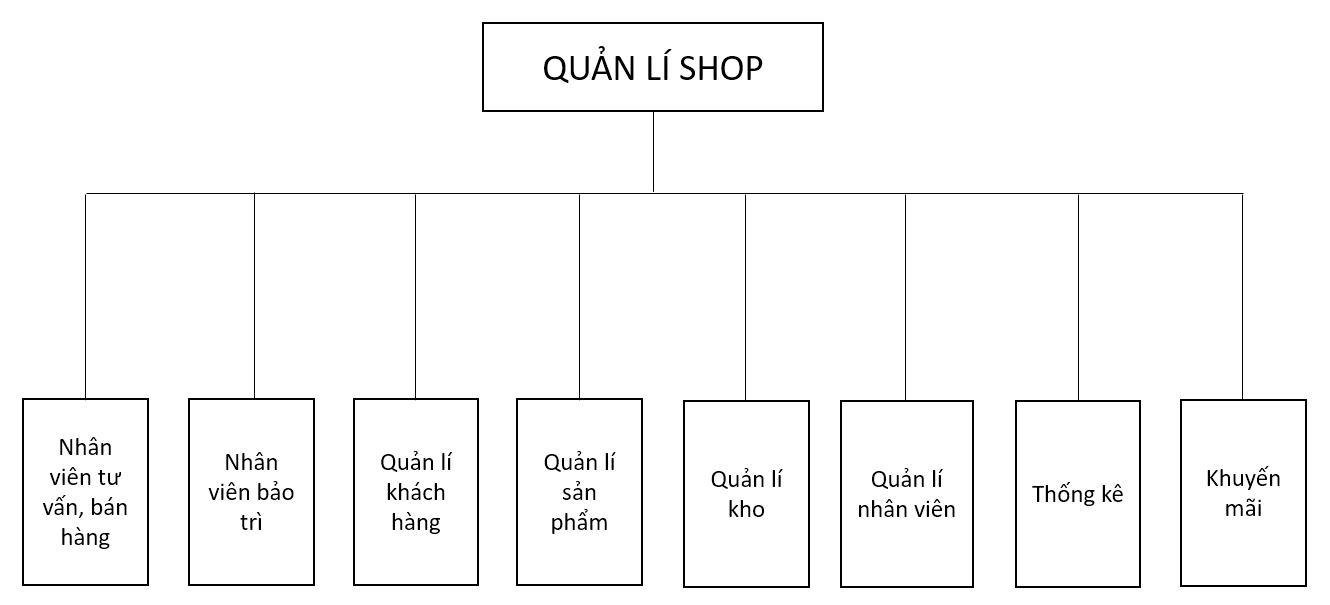 QUẢN LÍ SHOP
Nhân
viên tư
vấn, bán
hàng
Nhân
viên bảo
trì
Quản lí
khách
hàng
Quản lí
sản
phẩm
Quản lí
kho
Quản lí
nhân viên
Thống kê
Khuyến
mãi